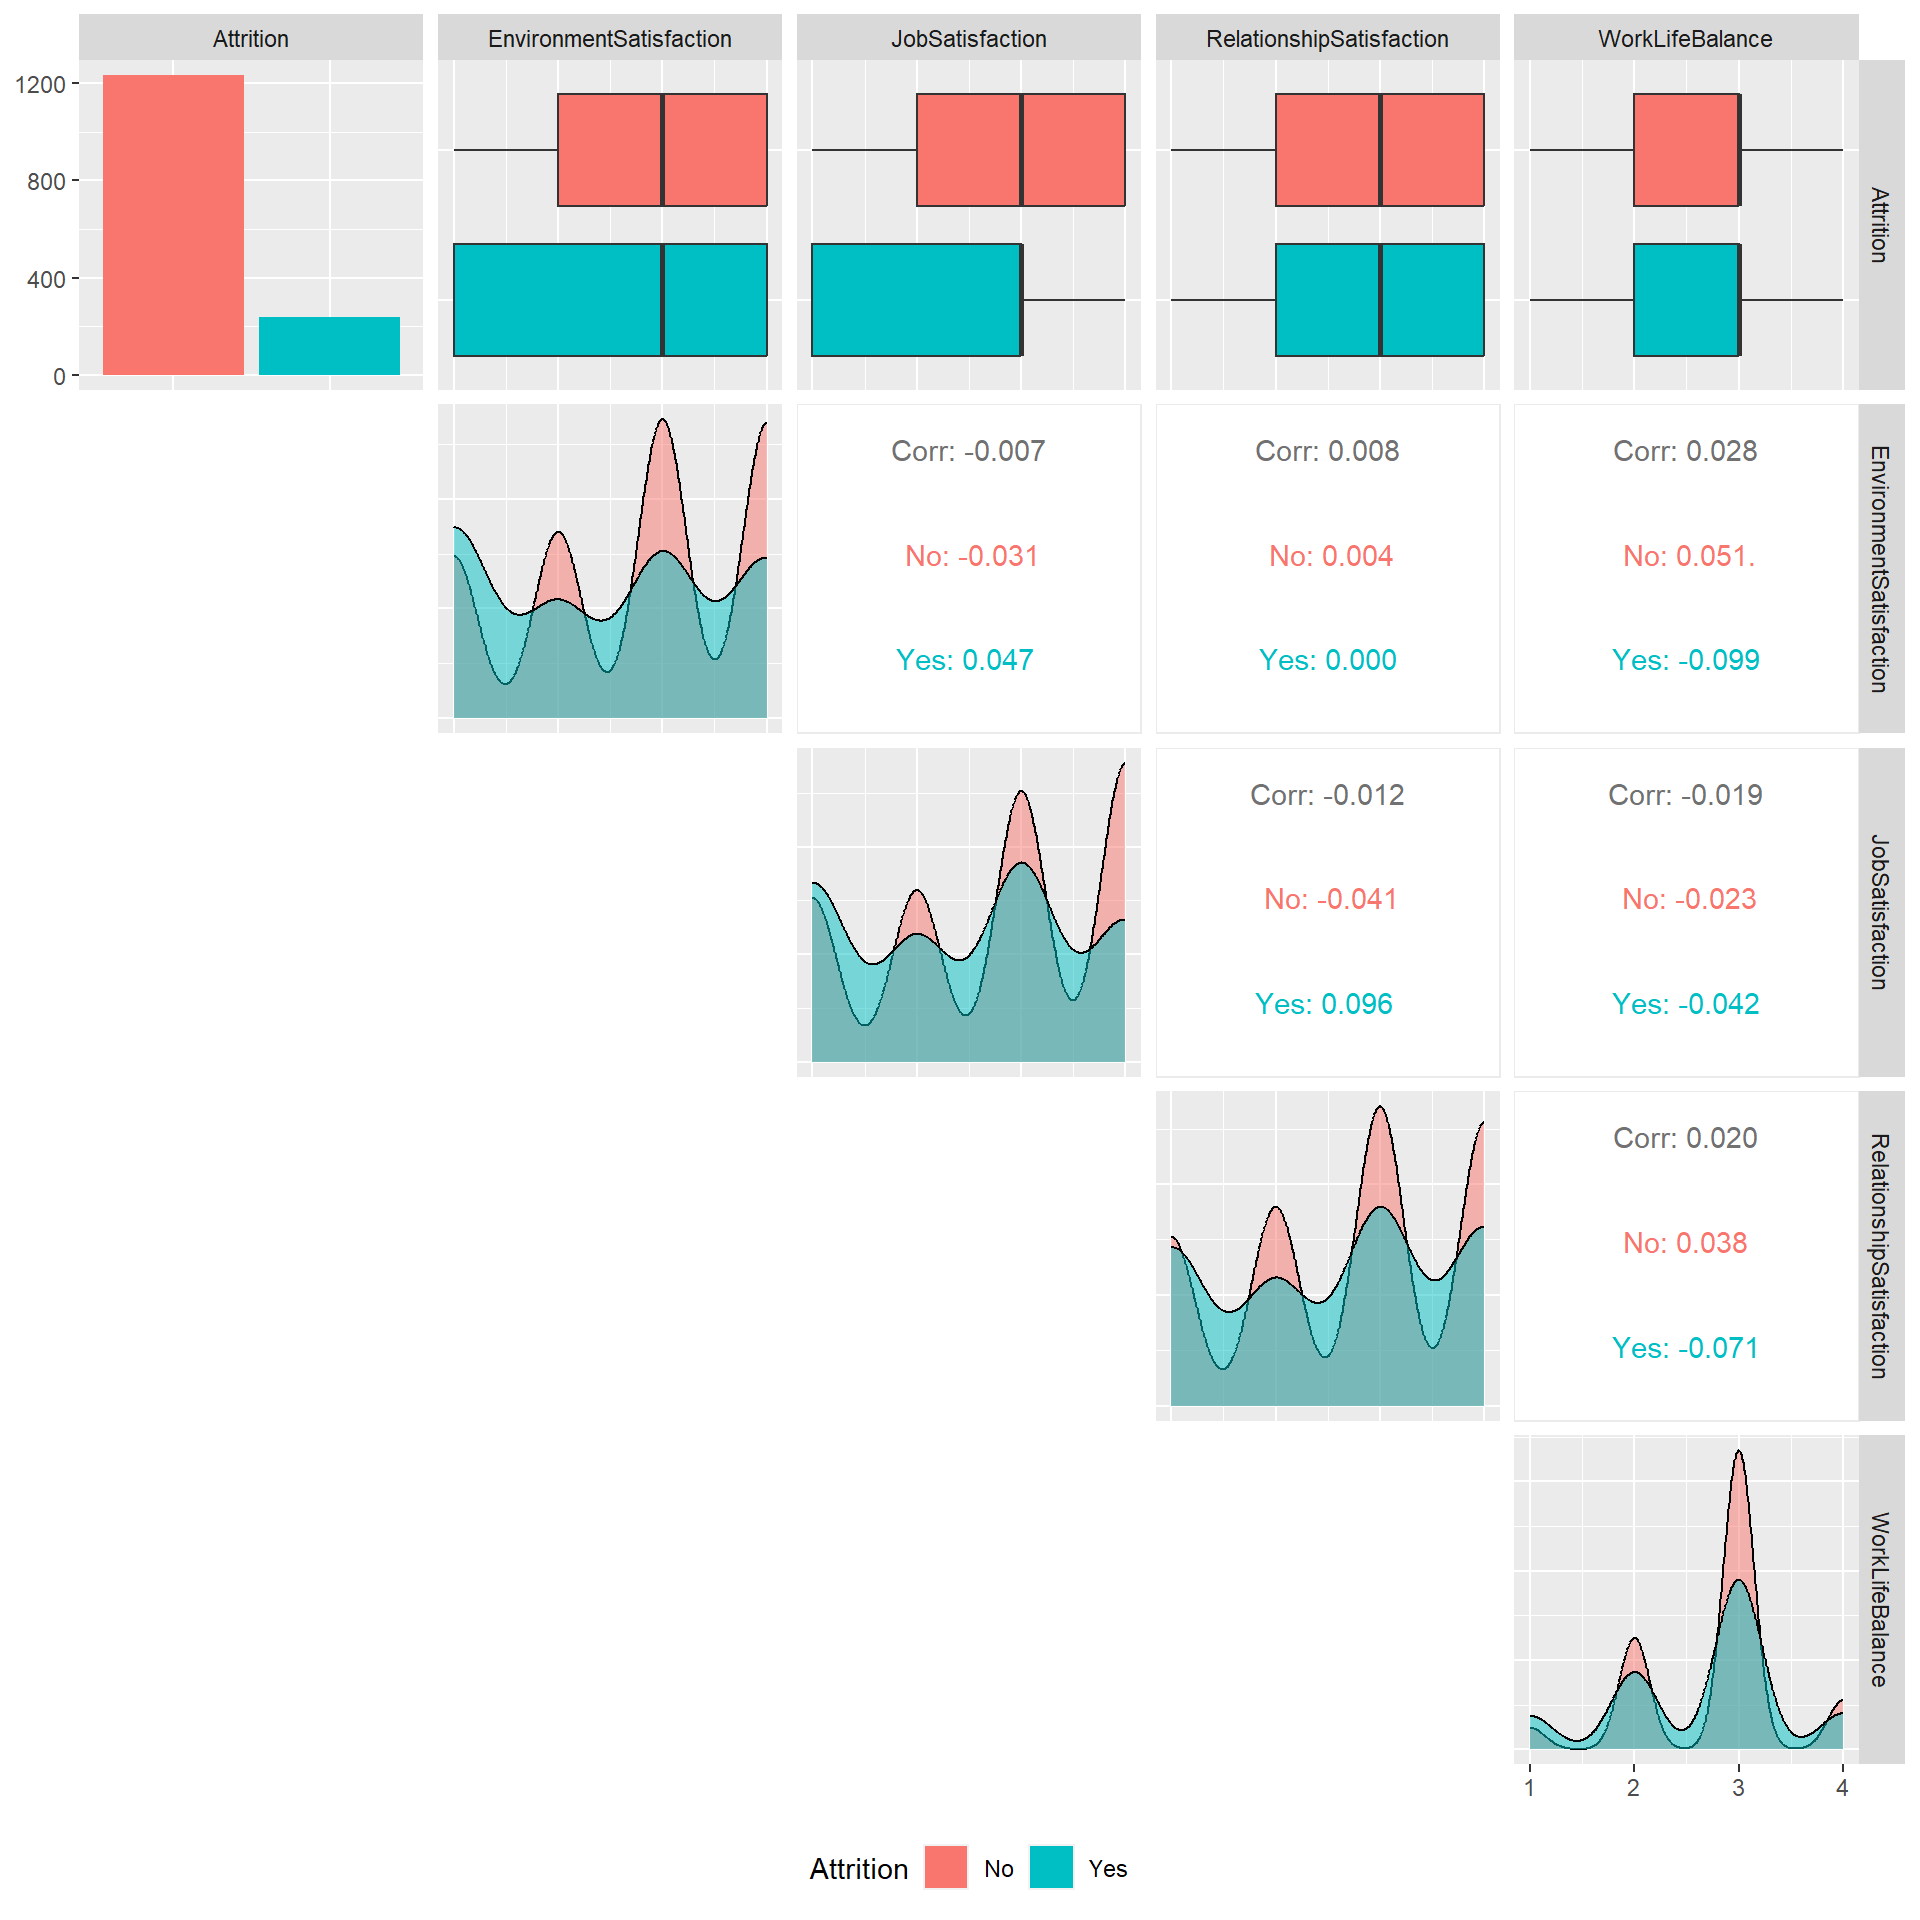 Attrition
EnvironmentSatisfaction
JobSatisfaction
RelationshipSatisfaction
WorkLifeBalance
1200
800
400
0
Attrition
Corr: -0.007
No: -0.031
Yes: 0.047
Corr: 0.008
No: 0.004
Yes: 0.000
Corr: 0.028
No: 0.051.
Yes: -0.099
EnvironmentSatisfaction
Corr: -0.012
No: -0.041
Yes: 0.096
Corr: -0.019
No: -0.023
Yes: -0.042
JobSatisfaction
Corr: 0.020
No: 0.038
Yes: -0.071
RelationshipSatisfaction
WorkLifeBalance
1 2 3 4
Attrition No Yes